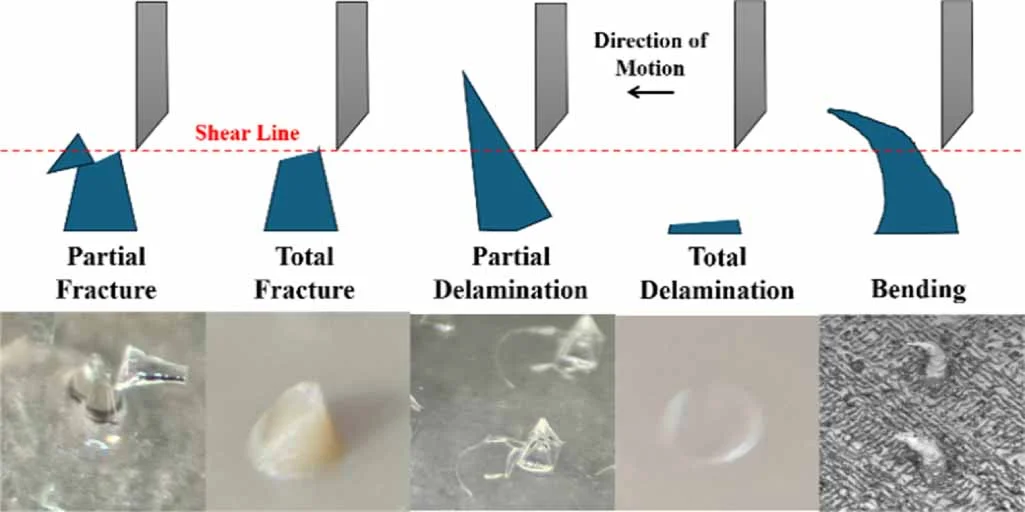 Direction of
Motion
Shear Line
Partial
Fracture
Total
Fracture
Partial
Delamination
Total
Delamination
Bending